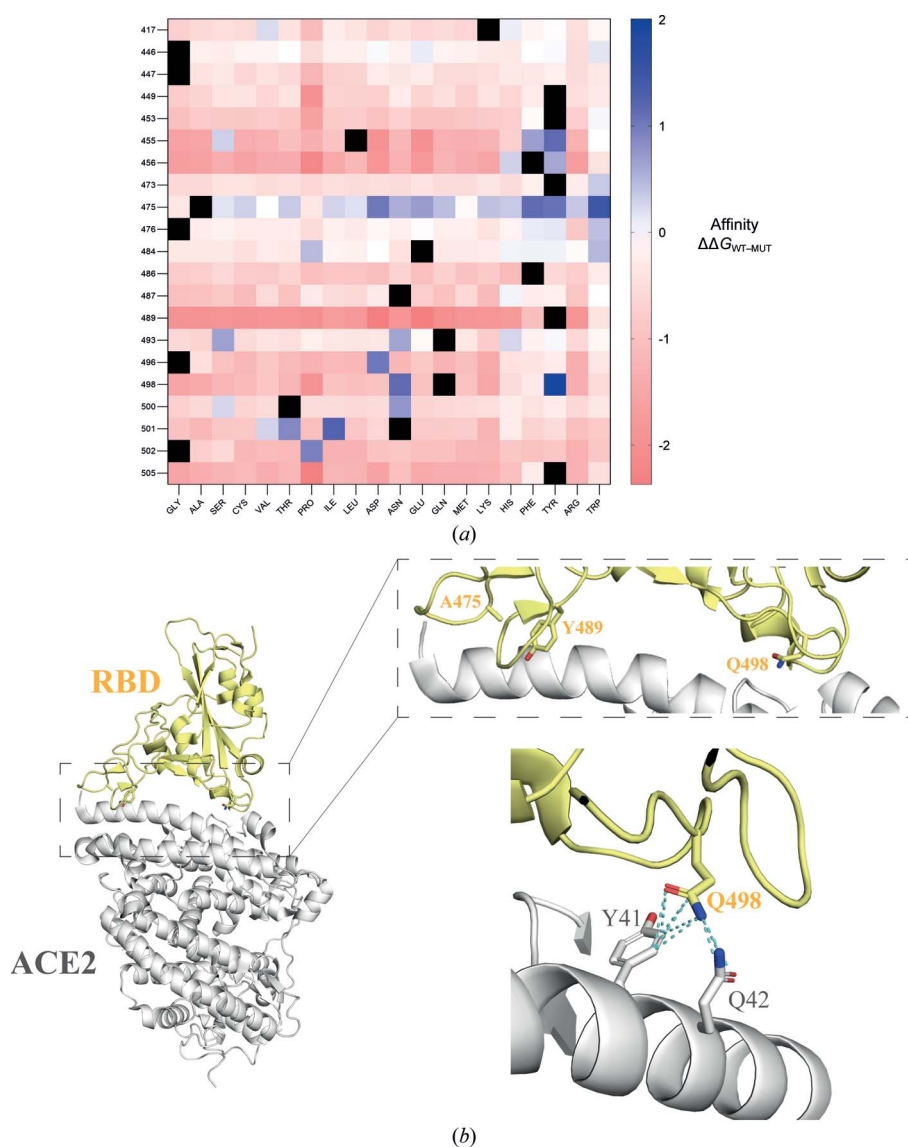 417
446
447
449
453
455
456
473
475
476
484
486
487
489
493
496
498
500
501
502
505
GLY ALA SER CYS VAL THR PRO ILE LEU ASP ASN GLU GLN MET LYS HIS PHE TYR ARG TRP
2
1
0
-1
-2
Affinity
ΔΔG WT–MUT
(a)
RBD
ACE2
A475
Y489
Q498
Q498
Y41
Q42
(b)